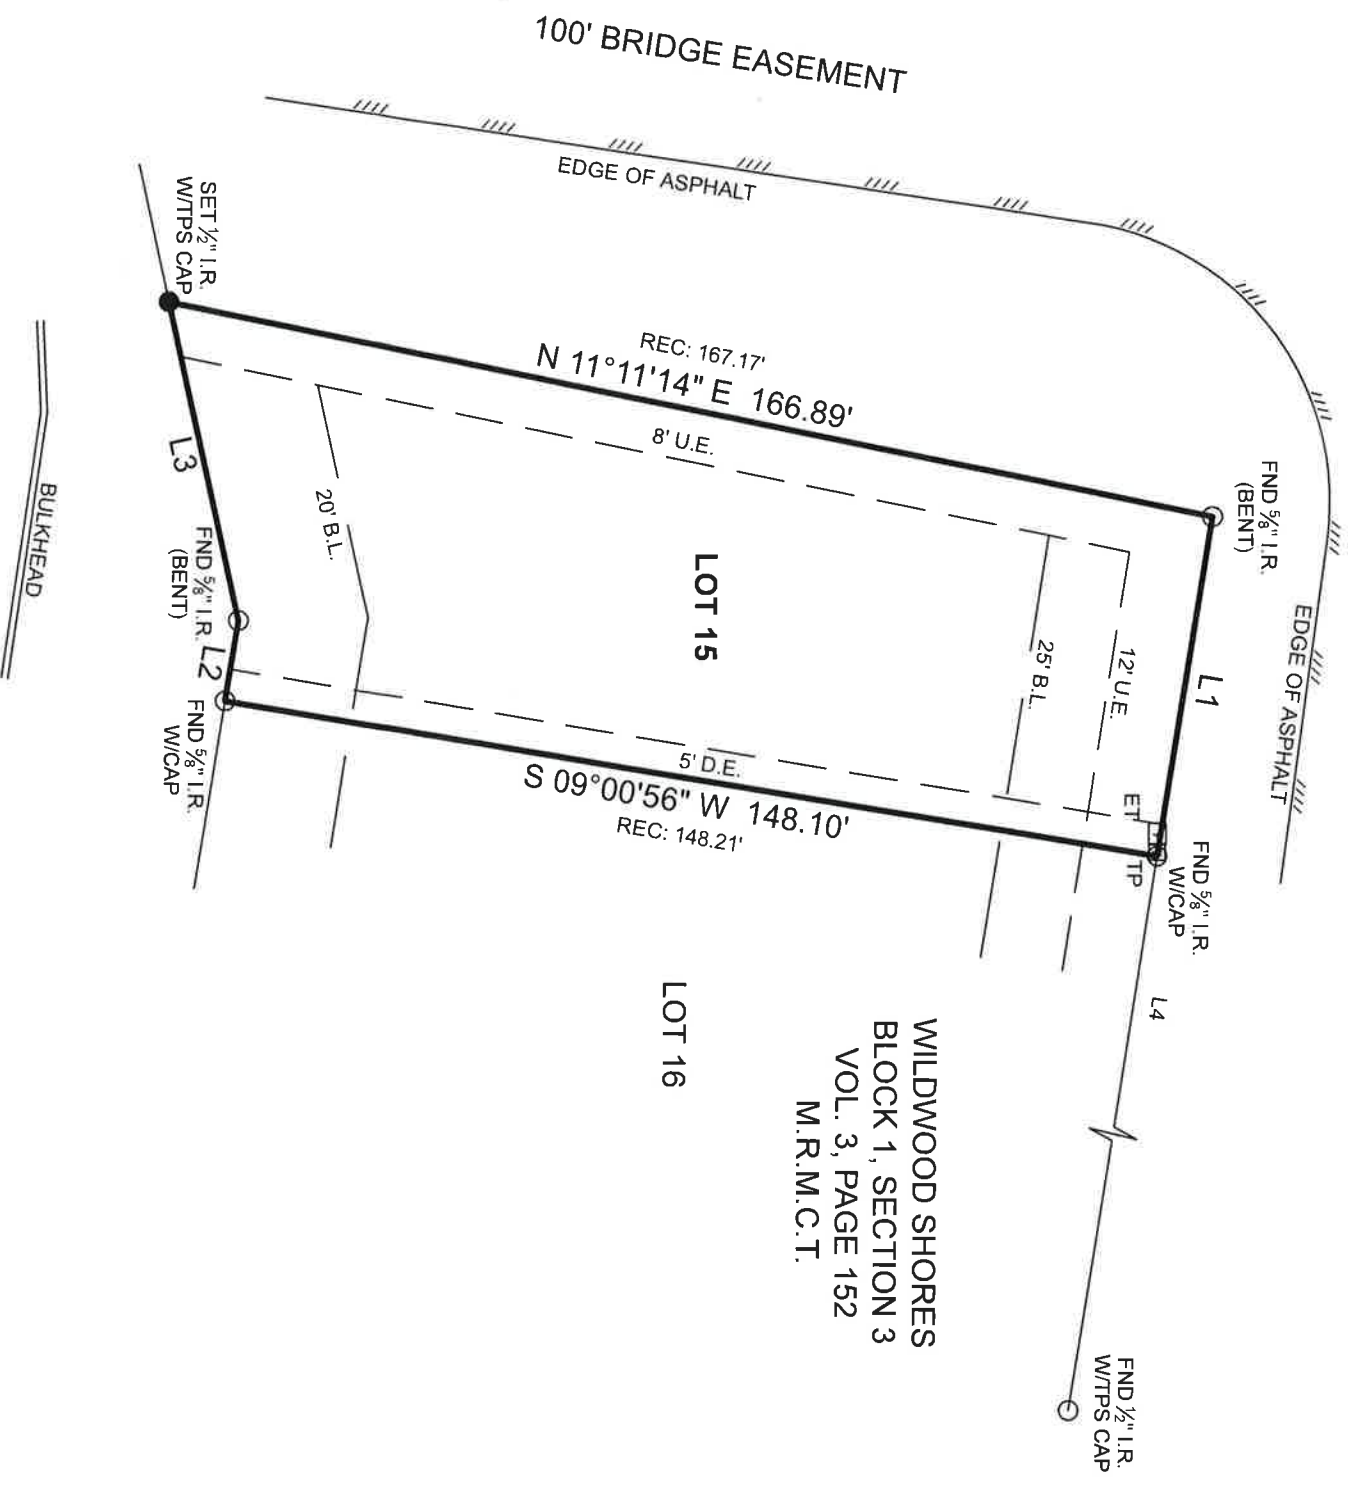 100' BRIDGE EASEMENT
EDGE OF ASPHALT
SET ½" I.R.
W/TPS CAP
REC: 167.17'
N 11°11'14" E 166.89'
8' U.E.
FND ⅝" I.R.
(BENT)
EDGE OF ASPHALT
L1
12' U.E.
25' B.L.
LOT 15
20' B.L.
L3
BULKHEAD
FND ⅝" I.R.
(BENT)
L2
FND ⅝" I.R.
W/CAP
5' D.E.
S 09°00'56" W 148.10'
REC: 148.21'
ET
TP
FND ⅝" I.R.
W/CAP
L4
LOT 16
WILDWOOD SHORES
BLOCK 1, SECTION 3
VOL. 3, PAGE 152
M.R.M.C.T.
FND ½" I.R.
W/TPS CAP